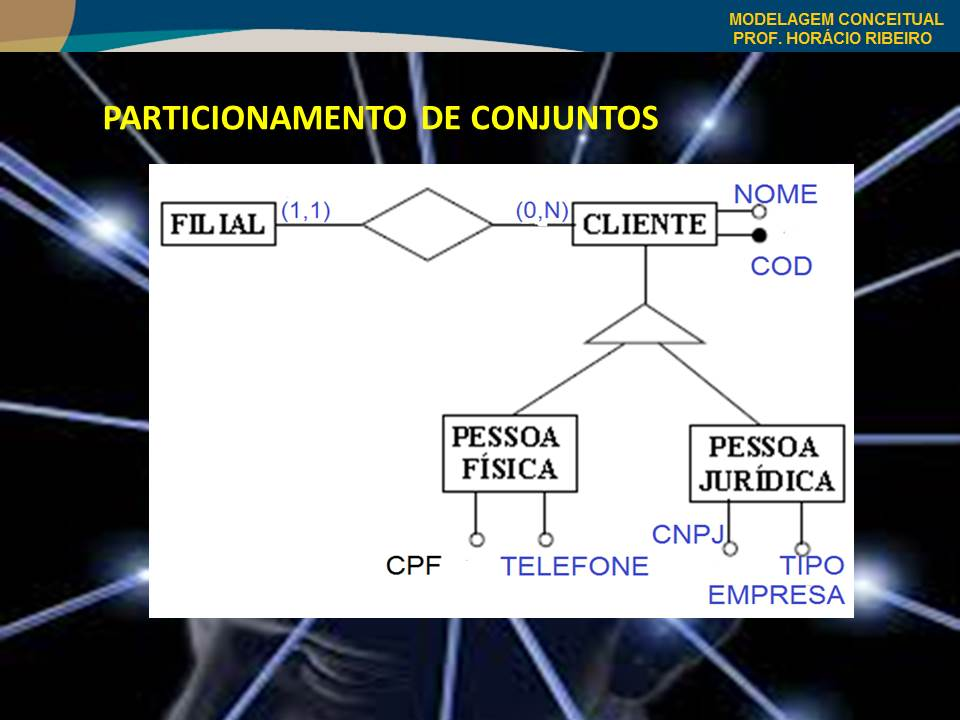 MODELAGEM CONCEITUAL
PROF. HORÁCIO RIBEIRO
PARTICIONAMENTO DE CONJUNTOS
FILIAL (1,1) (0,N) CLIENTE NOME
COD
PESSOA
FÍSICA
PESSOA
JURÍDICA
CPF TELEFONE
CNPJ TIPO
EMPRESA